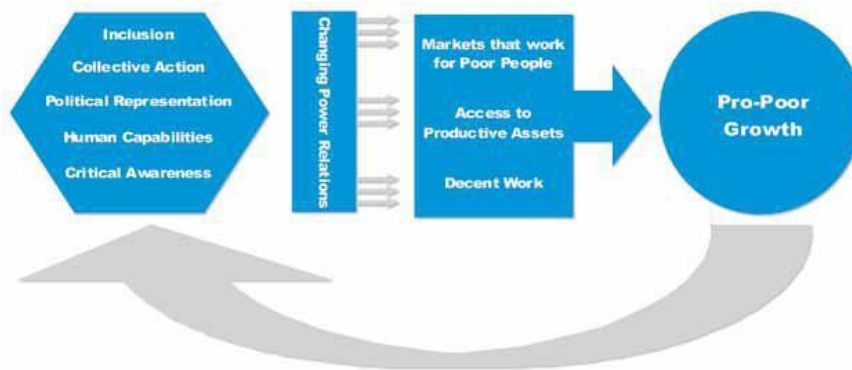 Inclusion
Collective Action
Political Representation
Human Capabilities
Critical Awareness
Changing Power Relations
Markets that work
for Poor People
Access to
Productive Assets
Decent Work
Pro-Poor
Growth